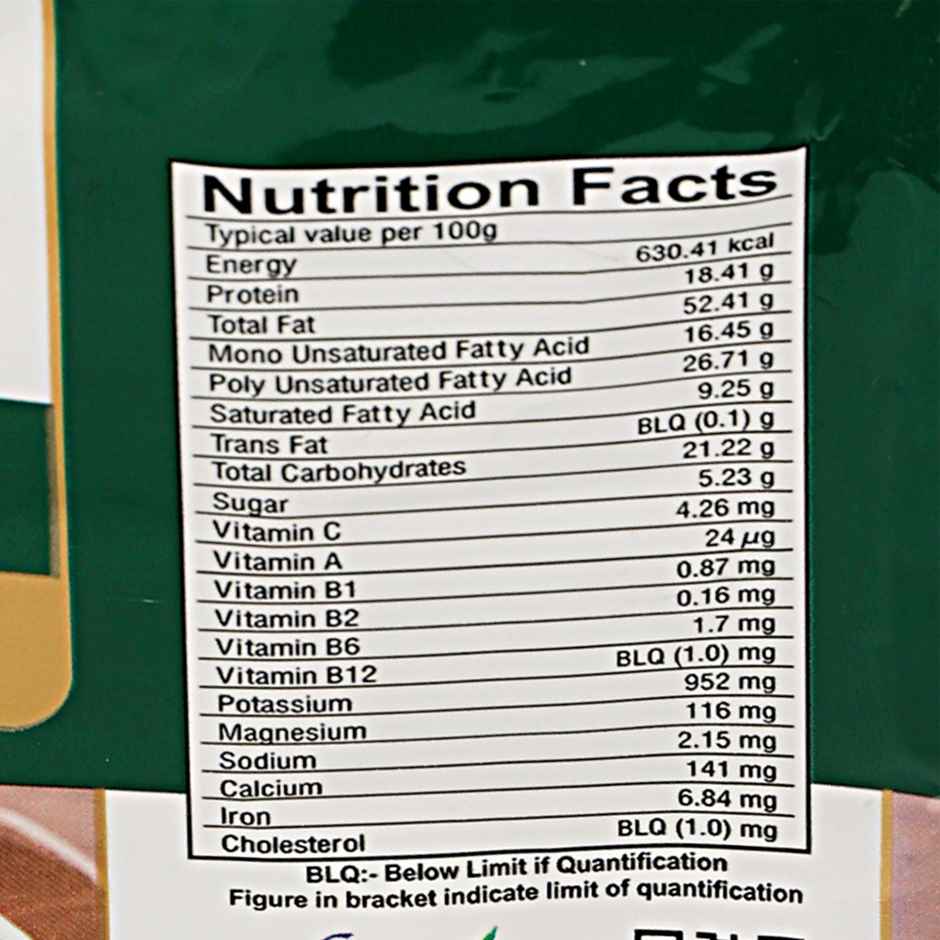 Nutrition Facts
Typical value per 100g
Energy 630.41 kcal
Protein 18.41 g
Total Fat 52.41 g
Mono Unsaturated Fatty Acid 16.45 g
Poly Unsaturated Fatty Acid 26.71 g
Saturated Fatty Acid 9.25 g
Trans Fat BLQ (0.1) g
Total Carbohydrates 21.22 g
Sugar 5.23 g
Vitamin C 4.26 mg
Vitamin A 24 µg
Vitamin B1 0.87 mg
Vitamin B2 0.16 mg
Vitamin B6 1.7 mg
Vitamin B12 BLQ (1.0) mg
Potassium 952 mg
Magnesium 116 mg
Sodium 2.15 mg
Calcium 141 mg
Iron 6.84 mg
Cholesterol BLQ (1.0) mg
BLQ:- Below Limit if Quantification
Figure in bracket indicate limit of quantification